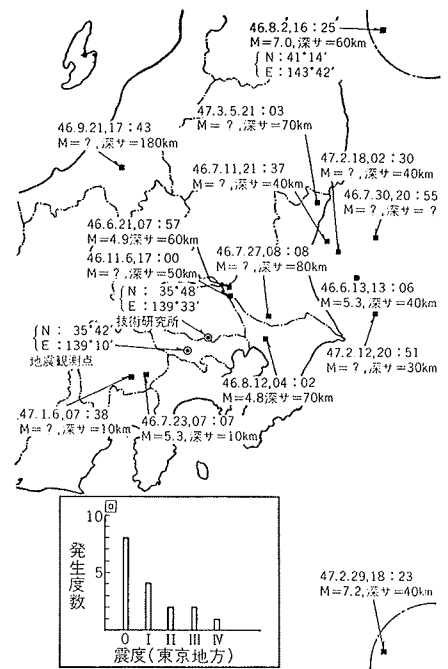 46.8.2,16：25
M=7.0,深サ=60km
N：41°14′
E：143°42′
47.3.5.21：03
M=？,深サ=70km
46.9.21,17：43
M=？,深サ=180km
46.7.11,21：37
M=？,深サ=40km
47.2.18,02：30
M=？,深サ=40km
46.7.30,20：55
M=？,深サ=？
46.6.21,07：57
M=4.9深サ=60km
46.11.6,17：00
M=？,深サ=50km
46.7.27,08：08
M=？,深サ=80km
N：35°48′
E：139°33′
技術研究所
46.6.13,13：06
M=5.3,深サ=40km
N：35°42′
E：139°10′
地震観測点
47.2.12,20：51
M=？,深サ=30km
46.8.12,04：02
M=4.8深サ=70km
47.1.6,07：38
M=？,深サ=10km
46.7.23,07：07
M=5.3,深サ=10km
10
回
5
発生度数
0 I II III IV
震度(東京地方)
47.2.29,18：23
M=7.2,深サ=40km